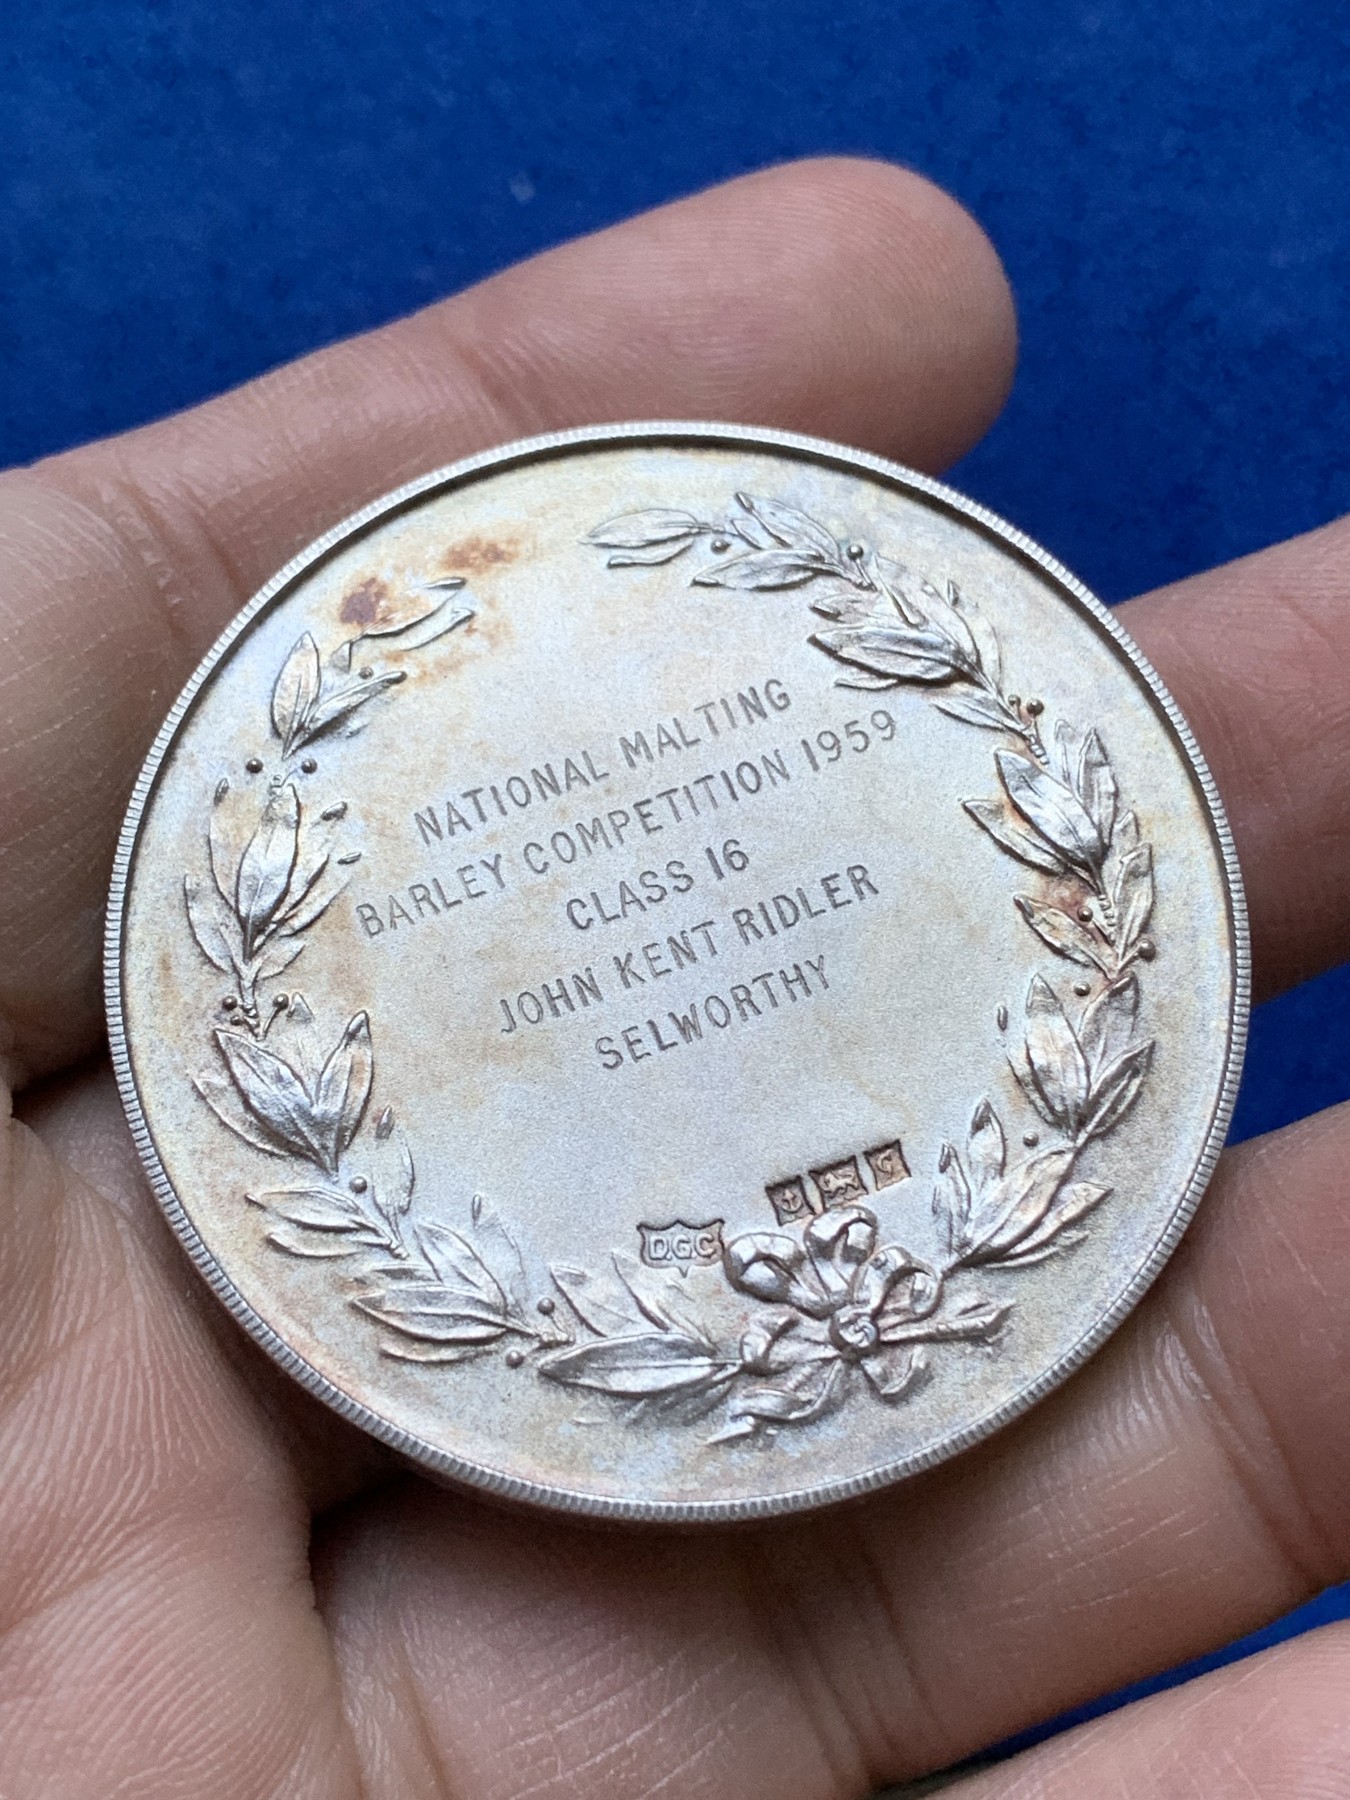 NATIONAL MALTING
BARLEY COMPETITION 1959
CLASS 16
JOHN KENT RIDLER
SELWORTHY
D.G.C